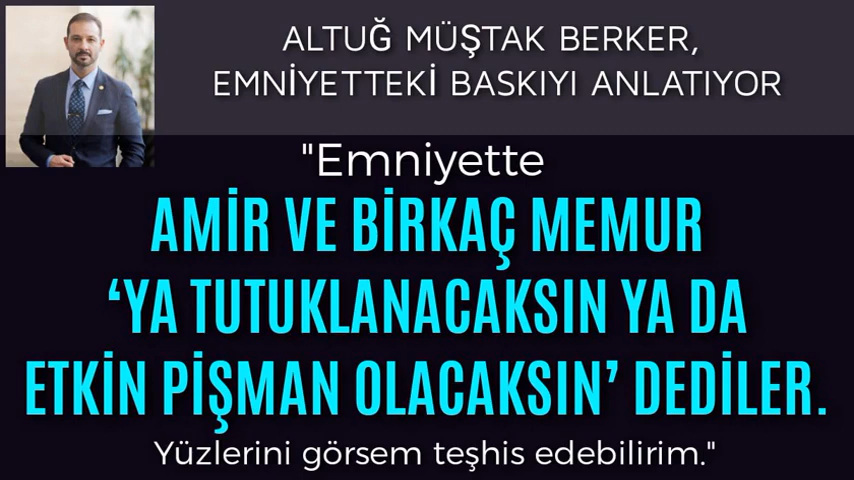 ALTUĞ MÜŞTAK BERKER,
EMNİYETTEKİ BASKIYI ANLATIYOR
"Emniyette
AMİR VE BİRKAÇ MEMUR
‘YA TUTUKLANACAKSIN YA DA
ETKİN PİŞMAN OLACAKSIN’ DEDİLER.
Yüzlerini görsem teşhis edebilirim."